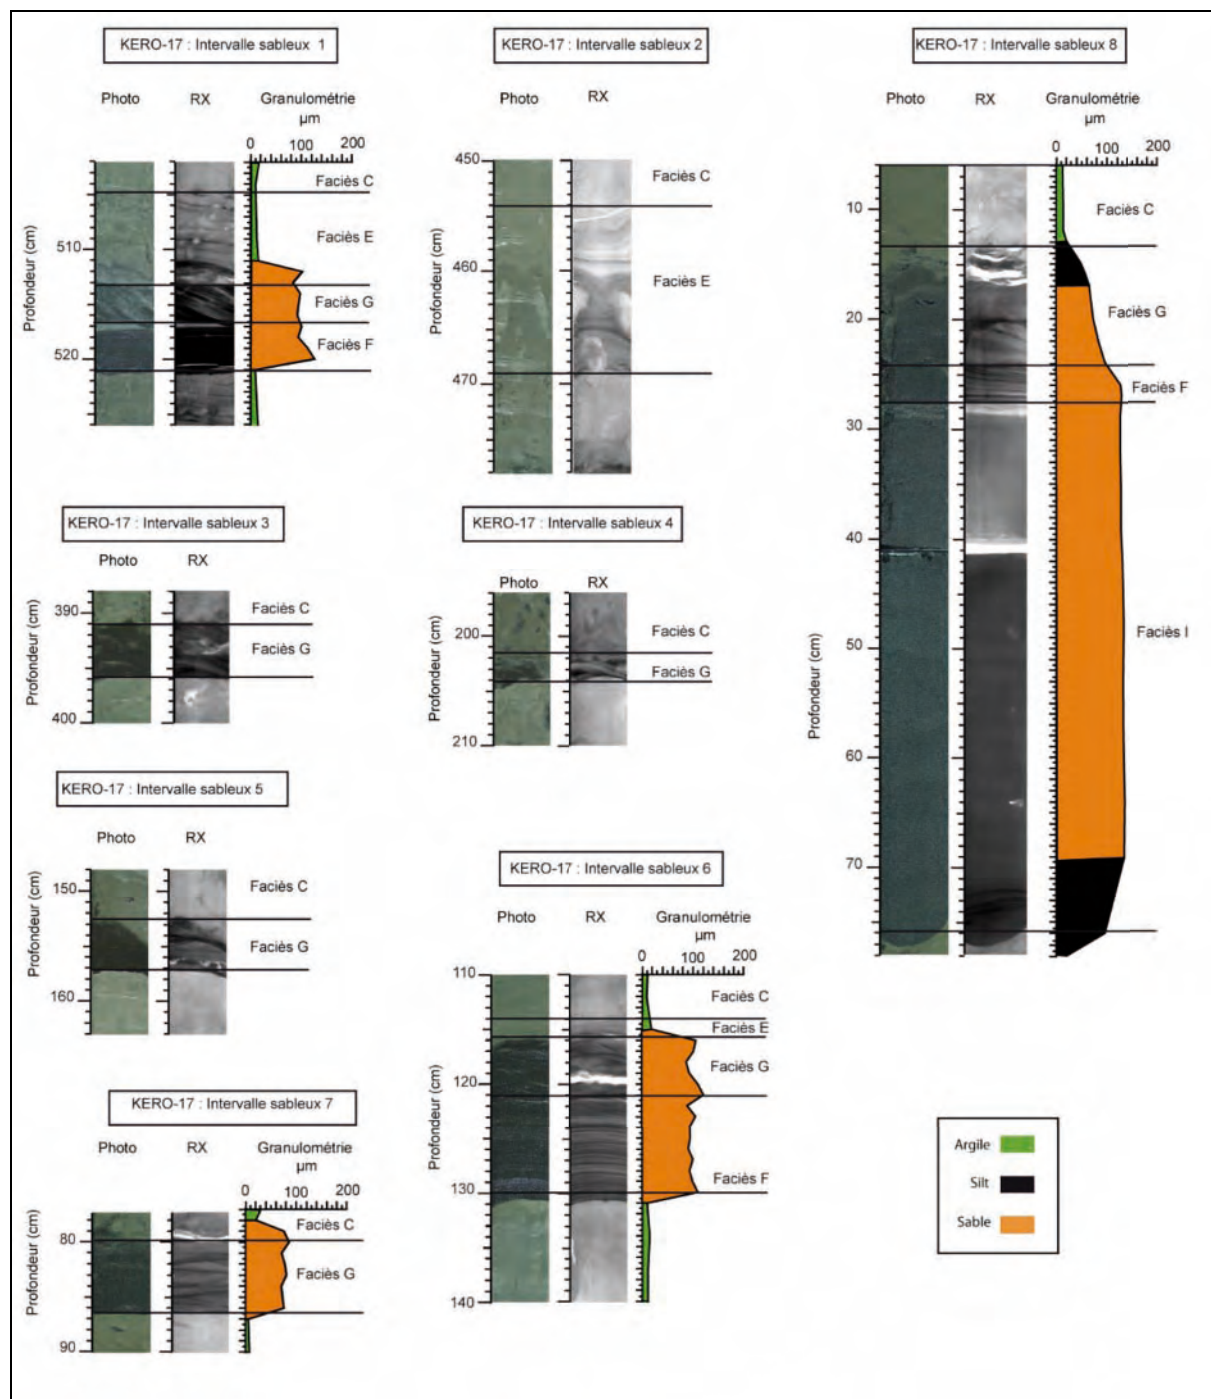 KERO-17 : Intervalle sableux 1
Photo RX Granulométrie
µm
0 100 200
Profondeur (cm)
510
520
Faciès C
Faciès E
Faciès G
Faciès F
KERO-17 : Intervalle sableux 2
Photo RX
Profondeur (cm)
450
460
470
Faciès C
Faciès E
KERO-17 : Intervalle sableux 8
Photo RX Granulométrie
µm
0 100 200
Profondeur (cm)
10
20
30
40
50
60
70
Faciès C
Faciès G
Faciès F
Faciès I
KERO-17 : Intervalle sableux 3
Photo RX
Profondeur (cm)
390
400
Faciès C
Faciès G
KERO-17 : Intervalle sableux 4
Photo RX
Profondeur (cm)
200
210
Faciès C
Faciès G
KERO-17 : Intervalle sableux 5
Photo RX
Profondeur (cm)
150
160
Faciès C
Faciès G
KERO-17 : Intervalle sableux 6
Photo RX Granulométrie
µm
0 100 200
Profondeur (cm)
110
120
130
140
Faciès C
Faciès E
Faciès G
Faciès F
KERO-17 : Intervalle sableux 7
Photo RX Granulométrie
µm
0 100 200
Profondeur (cm)
80
90
Faciès C
Faciès G
Argile
Silt
Sable